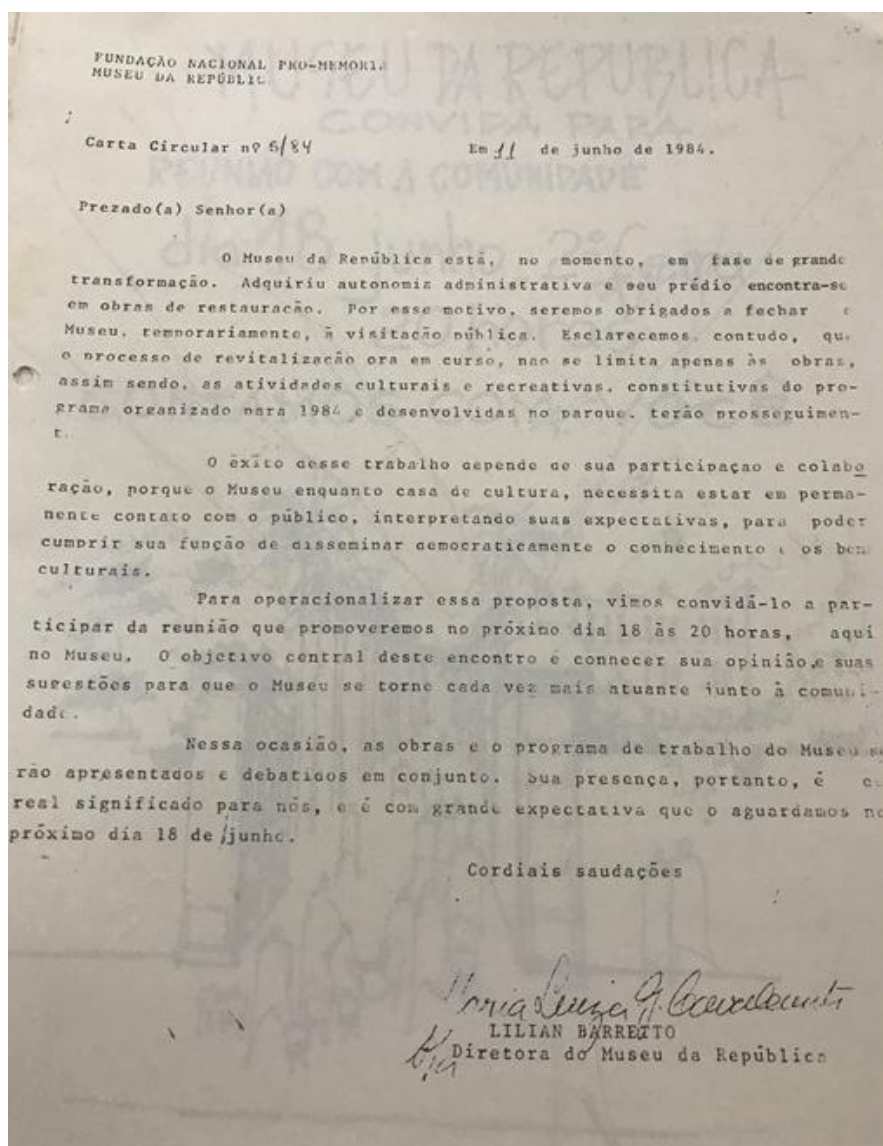 FUNDAÇÃO NACIONAL PRO-MEMORIA
MUSEU DA REPÚBLIC
Carta Circular nº 5/84 Em 11 de junho de 1984.
Prezado(a) Senhor(a)
O Museu da República está, no momento, em fase de grande
transformação. Adquiriu autonomia administrativa e seu prédio encontra-se
em obras de restauração. Por esse motivo, seremos obrigados a fechar o
Museu, temporariamente, à visitação pública. Esclarecemos, contudo, que
o processo de revitalização ora em curso, nao se limita apenas às obras,
assim sendo, as atividades culturais e recreativas, constitutivas do pro-
grama organizado para 1984 e desenvolvidas no parque, terão prosseguimen-
t.
O êxito desse trabalho depende de sua participaçao e colabo
ração, porque o Museu enquanto casa de cultura, necessita estar em perma-
nente contato com o público, interpretando suas expectativas, para poder
cumprir sua função de disseminar democraticamente o conhecimento e os ben
culturais.
Para operacionalizar essa proposta, vimos convidá-lo a par-
ticipar da reunião que promoveremos no próximo dia 18 às 20 horas, aqui
no Museu. O objetivo central deste encontro e conhecer sua opinião,e suas
sugestões para que o Museu se torne cada vez mais atuante junto à comuni-
dade.
Nessa ocasião, as obras e o programa de trabalho do Museu se
rão apresentados e debatidos em conjunto. Sua presença, portanto, é de
real significado para nós, e é com grande expectativa que o aguardamos no
próximo dia 18 de junho.
Cordiais saudações
Maria Luiza G. Cavalcanti
LILIAN BARRETTO
Diretora do Museu da República
MUSEU DA REPUBLICA
CONVIDA PARA
REUNIÃO COM A COMUNIDADE
dia 18 junho